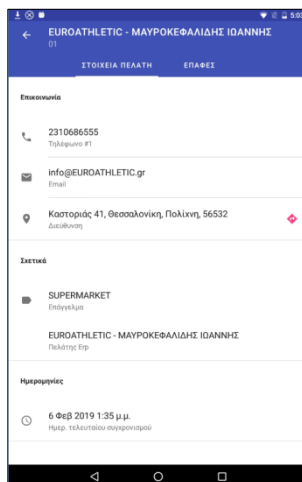 5:03
EUROATHLETIC - ΜΑΥΡΟΚΕΦΑΛΙΔΗΣ ΙΩΑΝΝΗΣ
01
ΣΤΟΙΧΕΙΑ ΠΕΛΑΤΗ ΕΠΑΦΕΣ
Επικοινωνία
2310686555
Τηλέφωνο #1
info@EUROATHLETIC.gr
Email
Καστοριάς 41, Θεσσαλονίκη, Πολίχνη, 56532
Διεύθυνση
Σχετικά
SUPERMARKET
Επάγγελμα
EUROATHLETIC - ΜΑΥΡΟΚΕΦΑΛΙΔΗΣ ΙΩΑΝΝΗΣ
Πελάτης Erp
Ημερομηνίες
6 Φεβ 2019 1:35 μ.μ.
Ημερ. τελευταίου συγχρονισμού